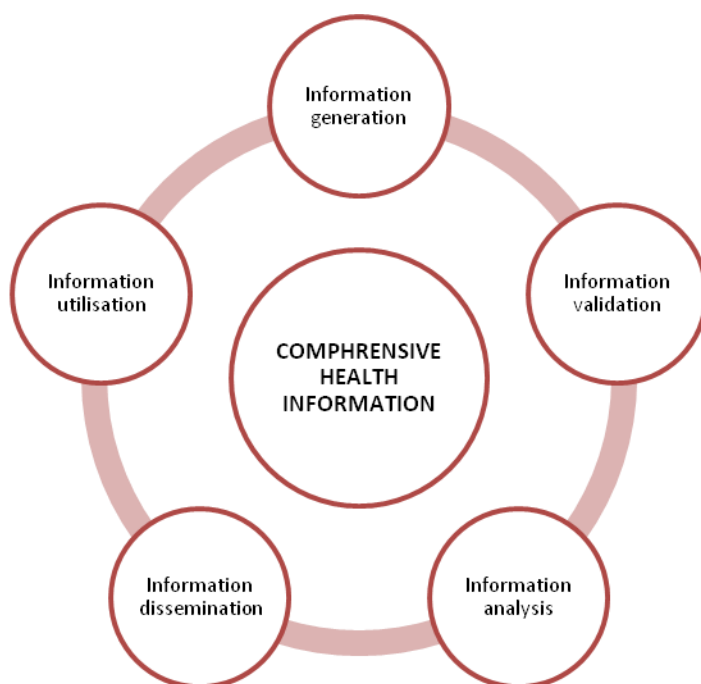 Information
generation
Information
utilisation
Information
validation
COMPHRENSIVE
HEALTH
INFORMATION
Information
dissemination
Information
analysis